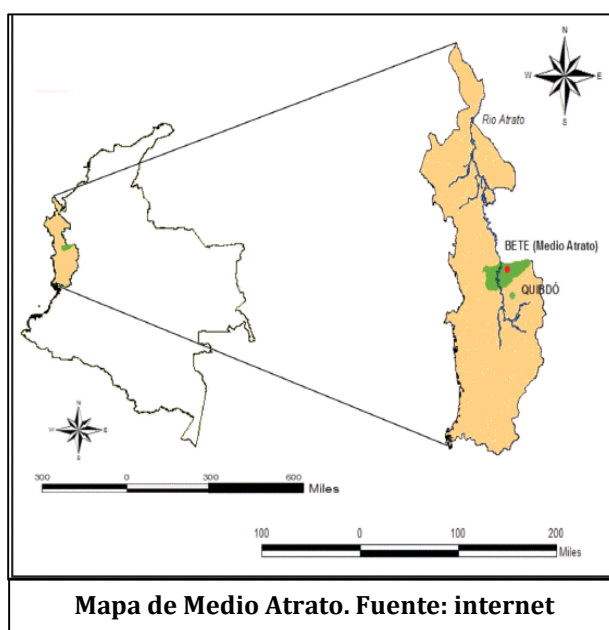 N
W E
S
Rio Atrato
BETE (Medio Atrato)
QUIBDÓ
N
W E
S
300 0 300 600
Miles
100 0 100 200
Miles
Mapa de Medio Atrato. Fuente: internet